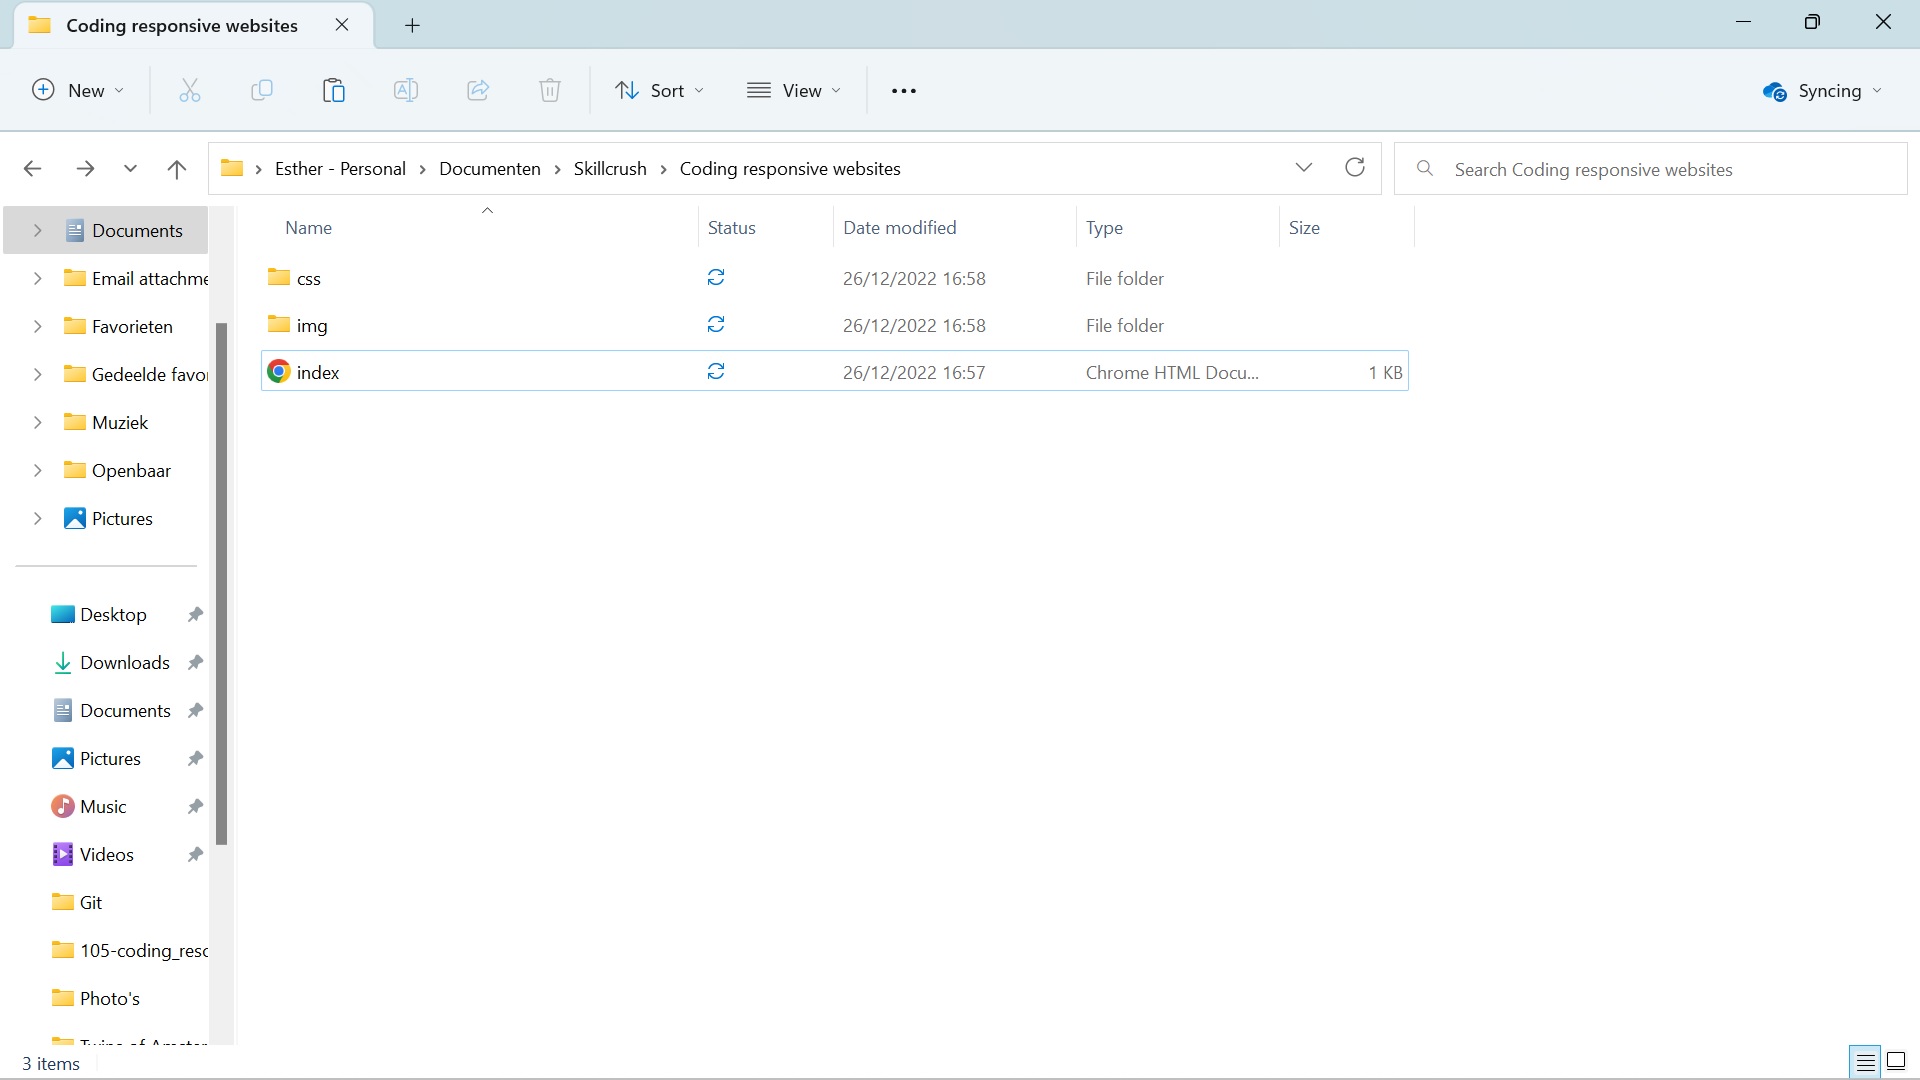 Coding responsive websites
New
Sort
View
Syncing
Esther - Personal > Documenten > Skillcrush > Coding responsive websites
Search Coding responsive websites
Name Status Date modified Type Size
css 26/12/2022 16:58 File folder
img 26/12/2022 16:58 File folder
index 26/12/2022 16:57 Chrome HTML Docu... 1 KB
Documents
Email attachme
Favorieten
Gedeelde favo
Muziek
Openbaar
Pictures
Desktop
Downloads
Documents
Pictures
Music
Videos
Git
105-coding_reso
Photo's
3 items